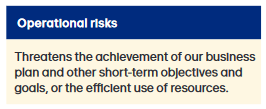 Operational risks
Threatens the achievement of our business
plan and other short-term objectives and
goals, or the efficient use of resources.